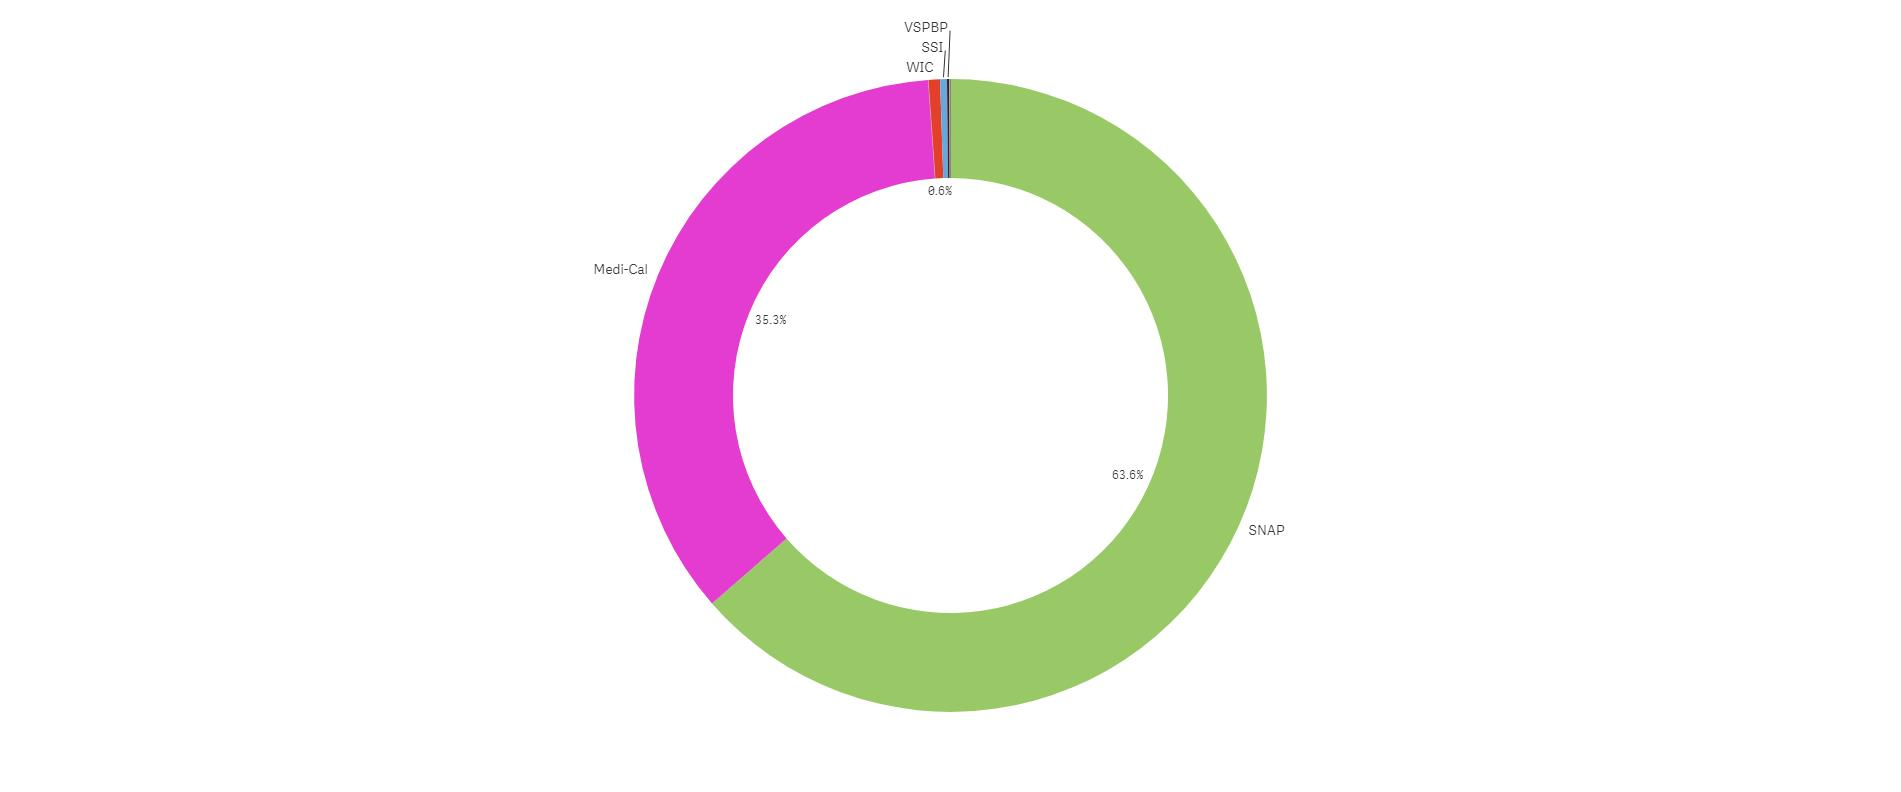 VSPBP
SSI
WIC
0.6%
Medi-Cal
35.3%
63.6%
SNAP